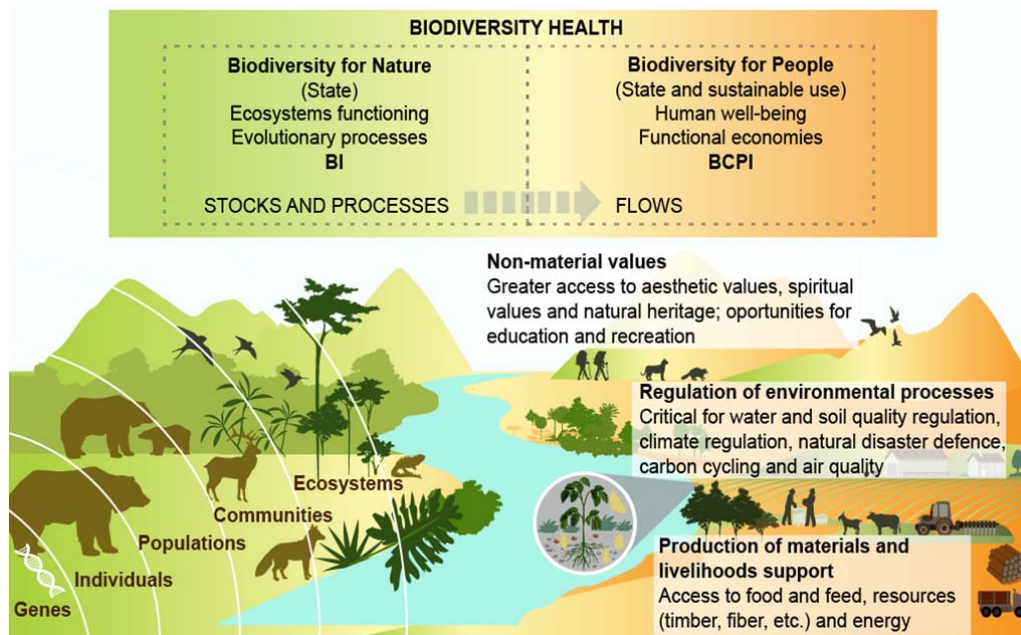 BIODIVERSITY HEALTH
Biodiversity for Nature
(State)
Ecosystems functioning
Evolutionary processes
BI
STOCKS AND PROCESSES
Biodiversity for People
(State and sustainable use)
Human well-being
Functional economies
BCPI
FLOWS
Non-material values
Greater access to aesthetic values, spiritual
values and natural heritage; oportunities for
education and recreation
Regulation of environmental processes
Critical for water and soil quality regulation,
climate regulation, natural disaster defence,
carbon cycling and air quality
Ecosystems
Communities
Populations
Individuals
Genes
Production of materials and
livelihoods support
Access to food and feed, resources
(timber, fiber, etc.) and energy